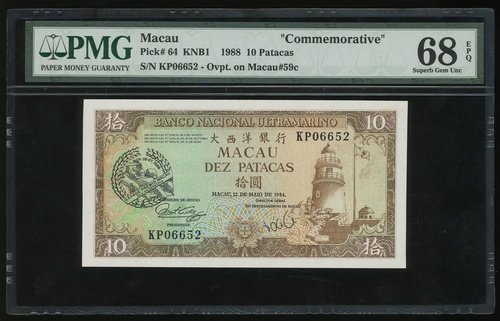 PMG
PAPER MONEY GUARANTY
Macau "Commemorative"
Pick# 64 KNB1 1988 10 Patacas
S/N KP06652 - Ovpt. on Macau#59c
68 EPQ
Superb Gem Unc
拾 BANCO NACIONAL ULTRAMARINO 10
大西洋銀行 KP06652
MACAU
DEZ PATACAS
拾圓
MACAU, 12 DE MAIO DE 1984.
PRESIDENTE
KP06652
10 拾